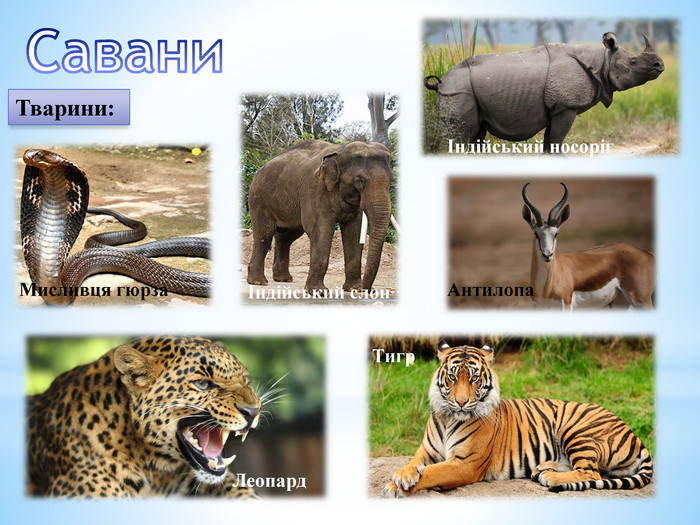 Савани
Тварини:
Індійський носоріг
Мисливця гюрза
Індійський слон
Антилопа
Тигр
Леопард